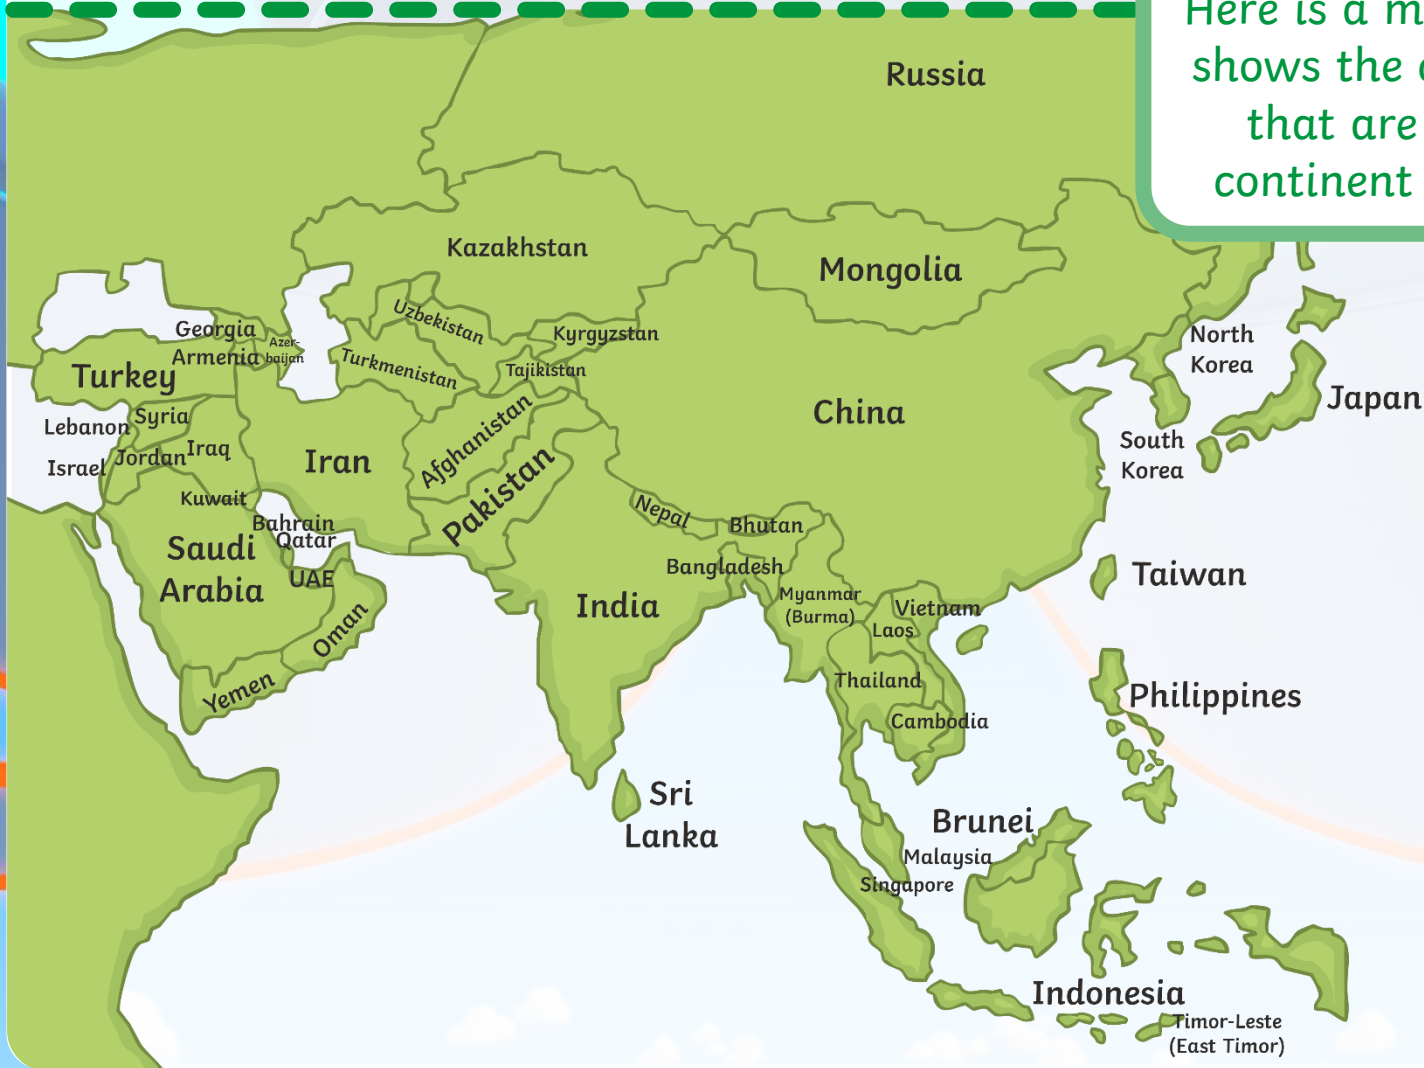 Here is a m
shows the
that are
continent
Russia
Kazakhstan
Mongolia
Uzbekistan
Kyrgyzstan
Georgia
Azer-
baijan
Armenia
Turkmenistan
Tajikistan
North
Korea
Turkey
China
Japan
Lebanon
Syria
Afghanistan
South
Korea
Israel
Jordan
Iraq
Iran
Pakistan
Kuwait
Nepal
Bhutan
Bahrain
Qatar
Saudi
Arabia
UAE
Bangladesh
Taiwan
India
Myanmar
(Burma)
Vietnam
Laos
Oman
Yemen
Thailand
Philippines
Cambodia
Sri
Lanka
Brunei
Malaysia
Singapore
Indonesia
Timor-Leste
(East Timor)